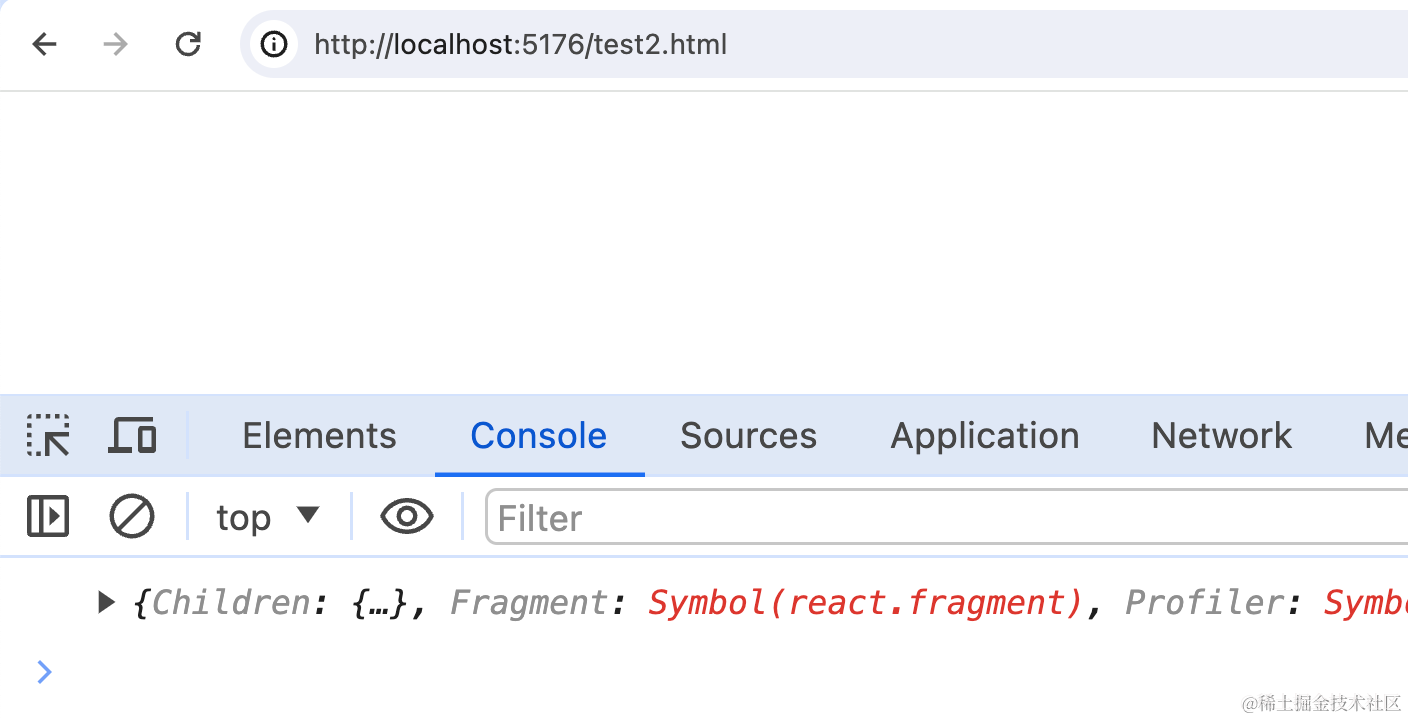 http://localhost:5176/test2.html
Elements Console Sources Application Network Me
top Filter
{Children: {…}, Fragment: Symbol(react.fragment), Profiler: Symb
@稀土掘金技术社区